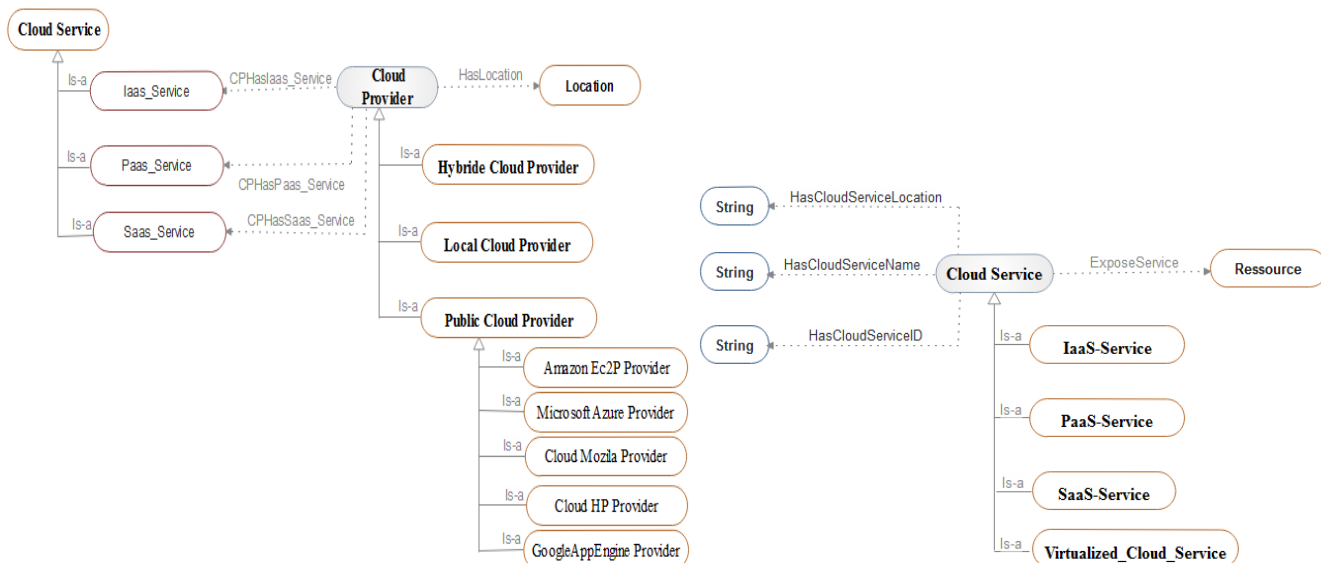 Cloud Service
Is-a
Iaas_Service
CPHasIaas_Service
Cloud
Provider
HasLocation
Location
Is-a
Paas_Service
CPHasPaas_Service
Is-a
Saas_Service
CPHasSaas_Service
Is-a
Hybride Cloud Provider
Is-a
Local Cloud Provider
Is-a
Public Cloud Provider
Is-a
Amazon Ec2P Provider
Is-a
Microsoft Azure Provider
Is-a
Cloud Mozila Provider
Is-a
Cloud HP Provider
Is-a
GoogleAppEngine Provider
String
HasCloudServiceLocation
String
HasCloudServiceName
Cloud Service
ExposeService
Ressource
String
HasCloudServiceID
Is-a
IaaS-Service
Is-a
PaaS-Service
Is-a
SaaS-Service
Is-a
Virtualized_Cloud_Service